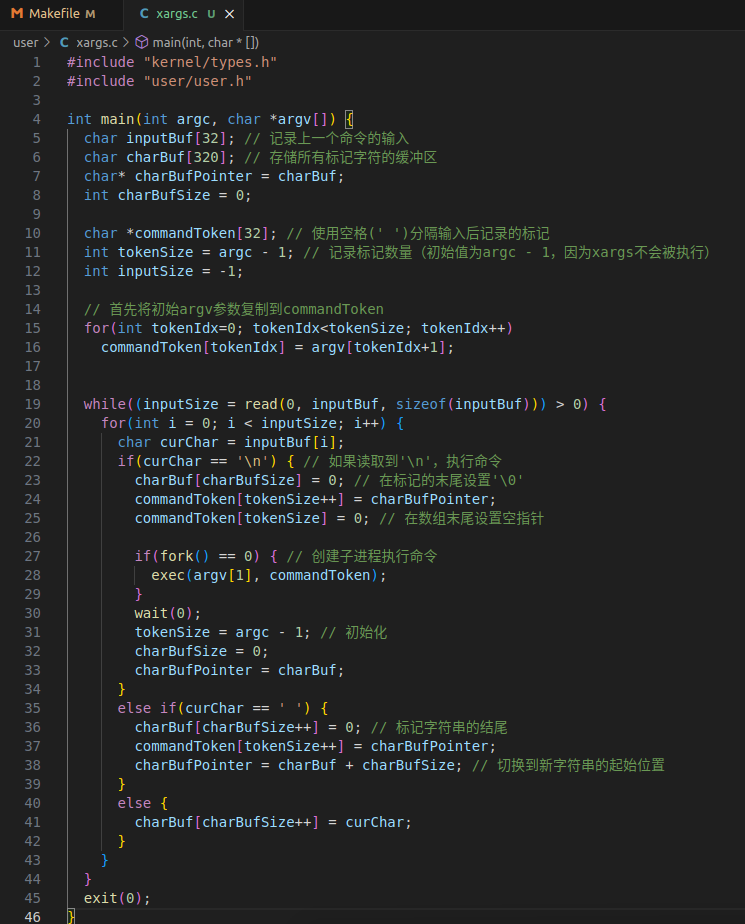 Makefile M
xargs.c U
user > xargs.c > main(int, char * [])
1 #include "kernel/types.h"
2 #include "user/user.h"
3
4 int main(int argc, char *argv[]) {
5 char inputBuf[32]; // 记录上一个命令的输入
6 char charBuf[320]; // 存储所有标记字符的缓冲区
7 char* charBufPointer = charBuf;
8 int charBufSize = 0;
9
10 char *commandToken[32]; // 使用空格(' ')分隔输入后记录的标记
11 int tokenSize = argc - 1; // 记录标记数量（初始值为argc - 1，因为xargs不会被执行）
12 int inputSize = -1;
13
14 // 首先将初始argv参数复制到commandToken
15 for(int tokenIdx=0; tokenIdx<tokenSize; tokenIdx++)
16 commandToken[tokenIdx] = argv[tokenIdx+1];
17
18
19 while((inputSize = read(0, inputBuf, sizeof(inputBuf))) > 0) {
20 for(int i = 0; i < inputSize; i++) {
21 char curChar = inputBuf[i];
22 if(curChar == '\n') { // 如果读取到'\n'，执行命令
23 charBuf[charBufSize] = 0; // 在标记的末尾设置'\0'
24 commandToken[tokenSize++] = charBufPointer;
25 commandToken[tokenSize] = 0; // 在数组末尾设置空指针
26
27 if(fork() == 0) { // 创建子进程执行命令
28 exec(argv[1], commandToken);
29 }
30 wait(0);
31 tokenSize = argc - 1; // 初始化
32 charBufSize = 0;
33 charBufPointer = charBuf;
34 }
35 else if(curChar == ' ') {
36 charBuf[charBufSize++] = 0; // 标记字符串的结尾
37 commandToken[tokenSize++] = charBufPointer;
38 charBufPointer = charBuf + charBufSize; // 切换到新字符串的起始位置
39 }
40 else {
41 charBuf[charBufSize++] = curChar;
42 }
43 }
44 }
45 exit(0);
46 }